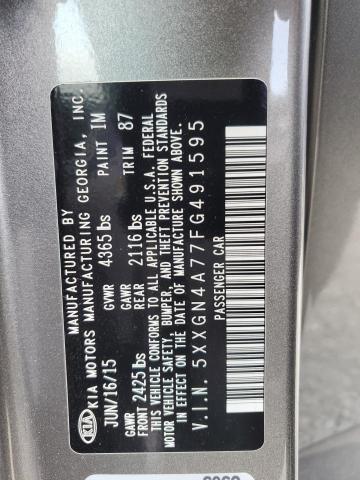 KIA
MANUFACTURED BY
KIA MOTORS MANUFACTURING GEORGIA, INC.
JUN/16/15 GVWR 4365 lbs PAINT IM
GAWR FRONT 2425 lbs GAWR REAR 2116 lbs TRIM 87
THIS VEHICLE CONFORMS TO ALL APPLICABLE U.S.A. FEDERAL
MOTOR VEHICLE SAFETY, BUMPER, AND THEFT PREVENTION STANDARDS
IN EFFECT ON THE DATE OF MANUFACTURE SHOWN ABOVE.
V.I.N. 5XXGN4A77FG491595
PASSENGER CAR